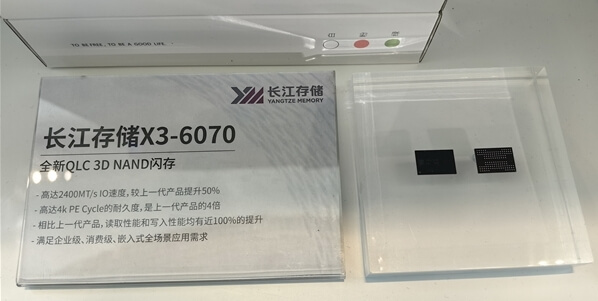 TO BE FREE, TO BE A GOOD LIFE.
长江存储
YANGTZE MEMORY
长江存储X3-6070
全新QLC 3D NAND闪存
- 高达2400MT/s IO速度，较上一代产品提升50%
- 高达4k PE Cycle的耐久度，是上一代产品的4倍
- 相比上一代产品，读取性能和写入性能均有近100%的提升
- 满足企业级、消费级、嵌入式全场景应用需求